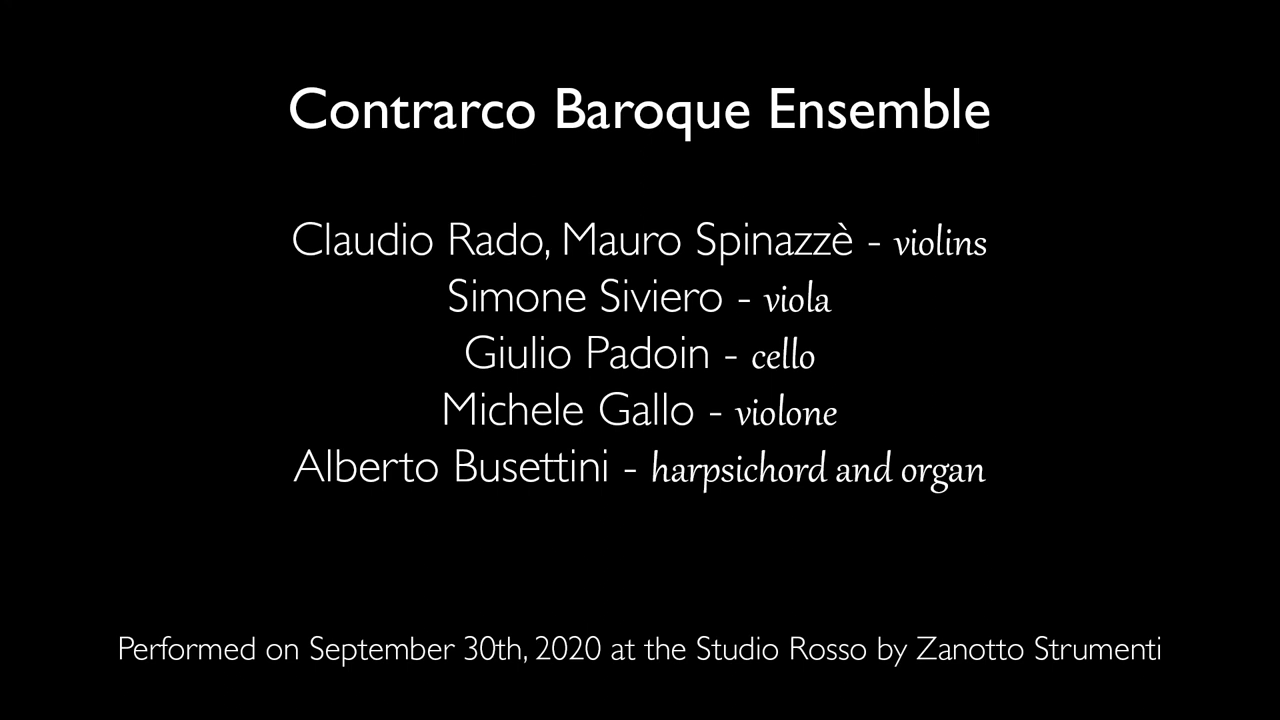 Contrarco Baroque Ensemble
Claudio Rado, Mauro Spinazzè - violins
Simone Siviero - viola
Giulio Padoin - cello
Michele Gallo - violone
Alberto Busettini - harpsichord and organ
Performed on September 30th, 2020 at the Studio Rosso by Zanotto Strumenti